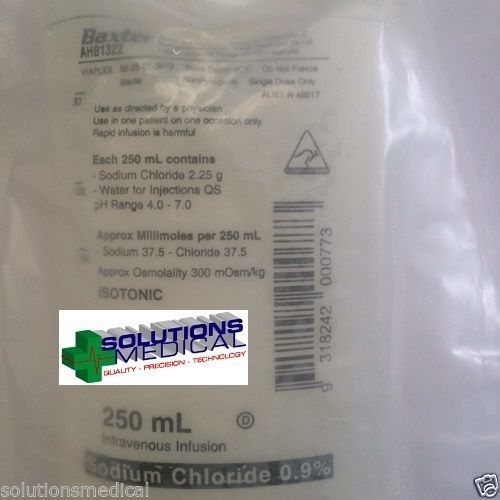 Baxter
AHB1322
VIAFLEX Do Not Freeze
Sterile Nonpyrogenic Single Dose Only
AUST R 48517
50
Use as directed by a physician
Use in one patient on one occasion only
Rapid infusion is harmful
Each 250 mL contains
- Sodium Chloride 2.25 g
- Water for Injections QS
pH Range 4.0 - 7.0
Approx Millimoles per 250 mL
- Sodium 37.5 - Chloride 37.5
Approx Osmolality 300 mOsm/kg
ISOTONIC
9 318242 000773
SOLUTIONS
MEDICAL
QUALITY - PRECISION - TECHNOLOGY
250 mL
D
Intravenous Infusion
Sodium Chloride 0.9%
solutionsmedical